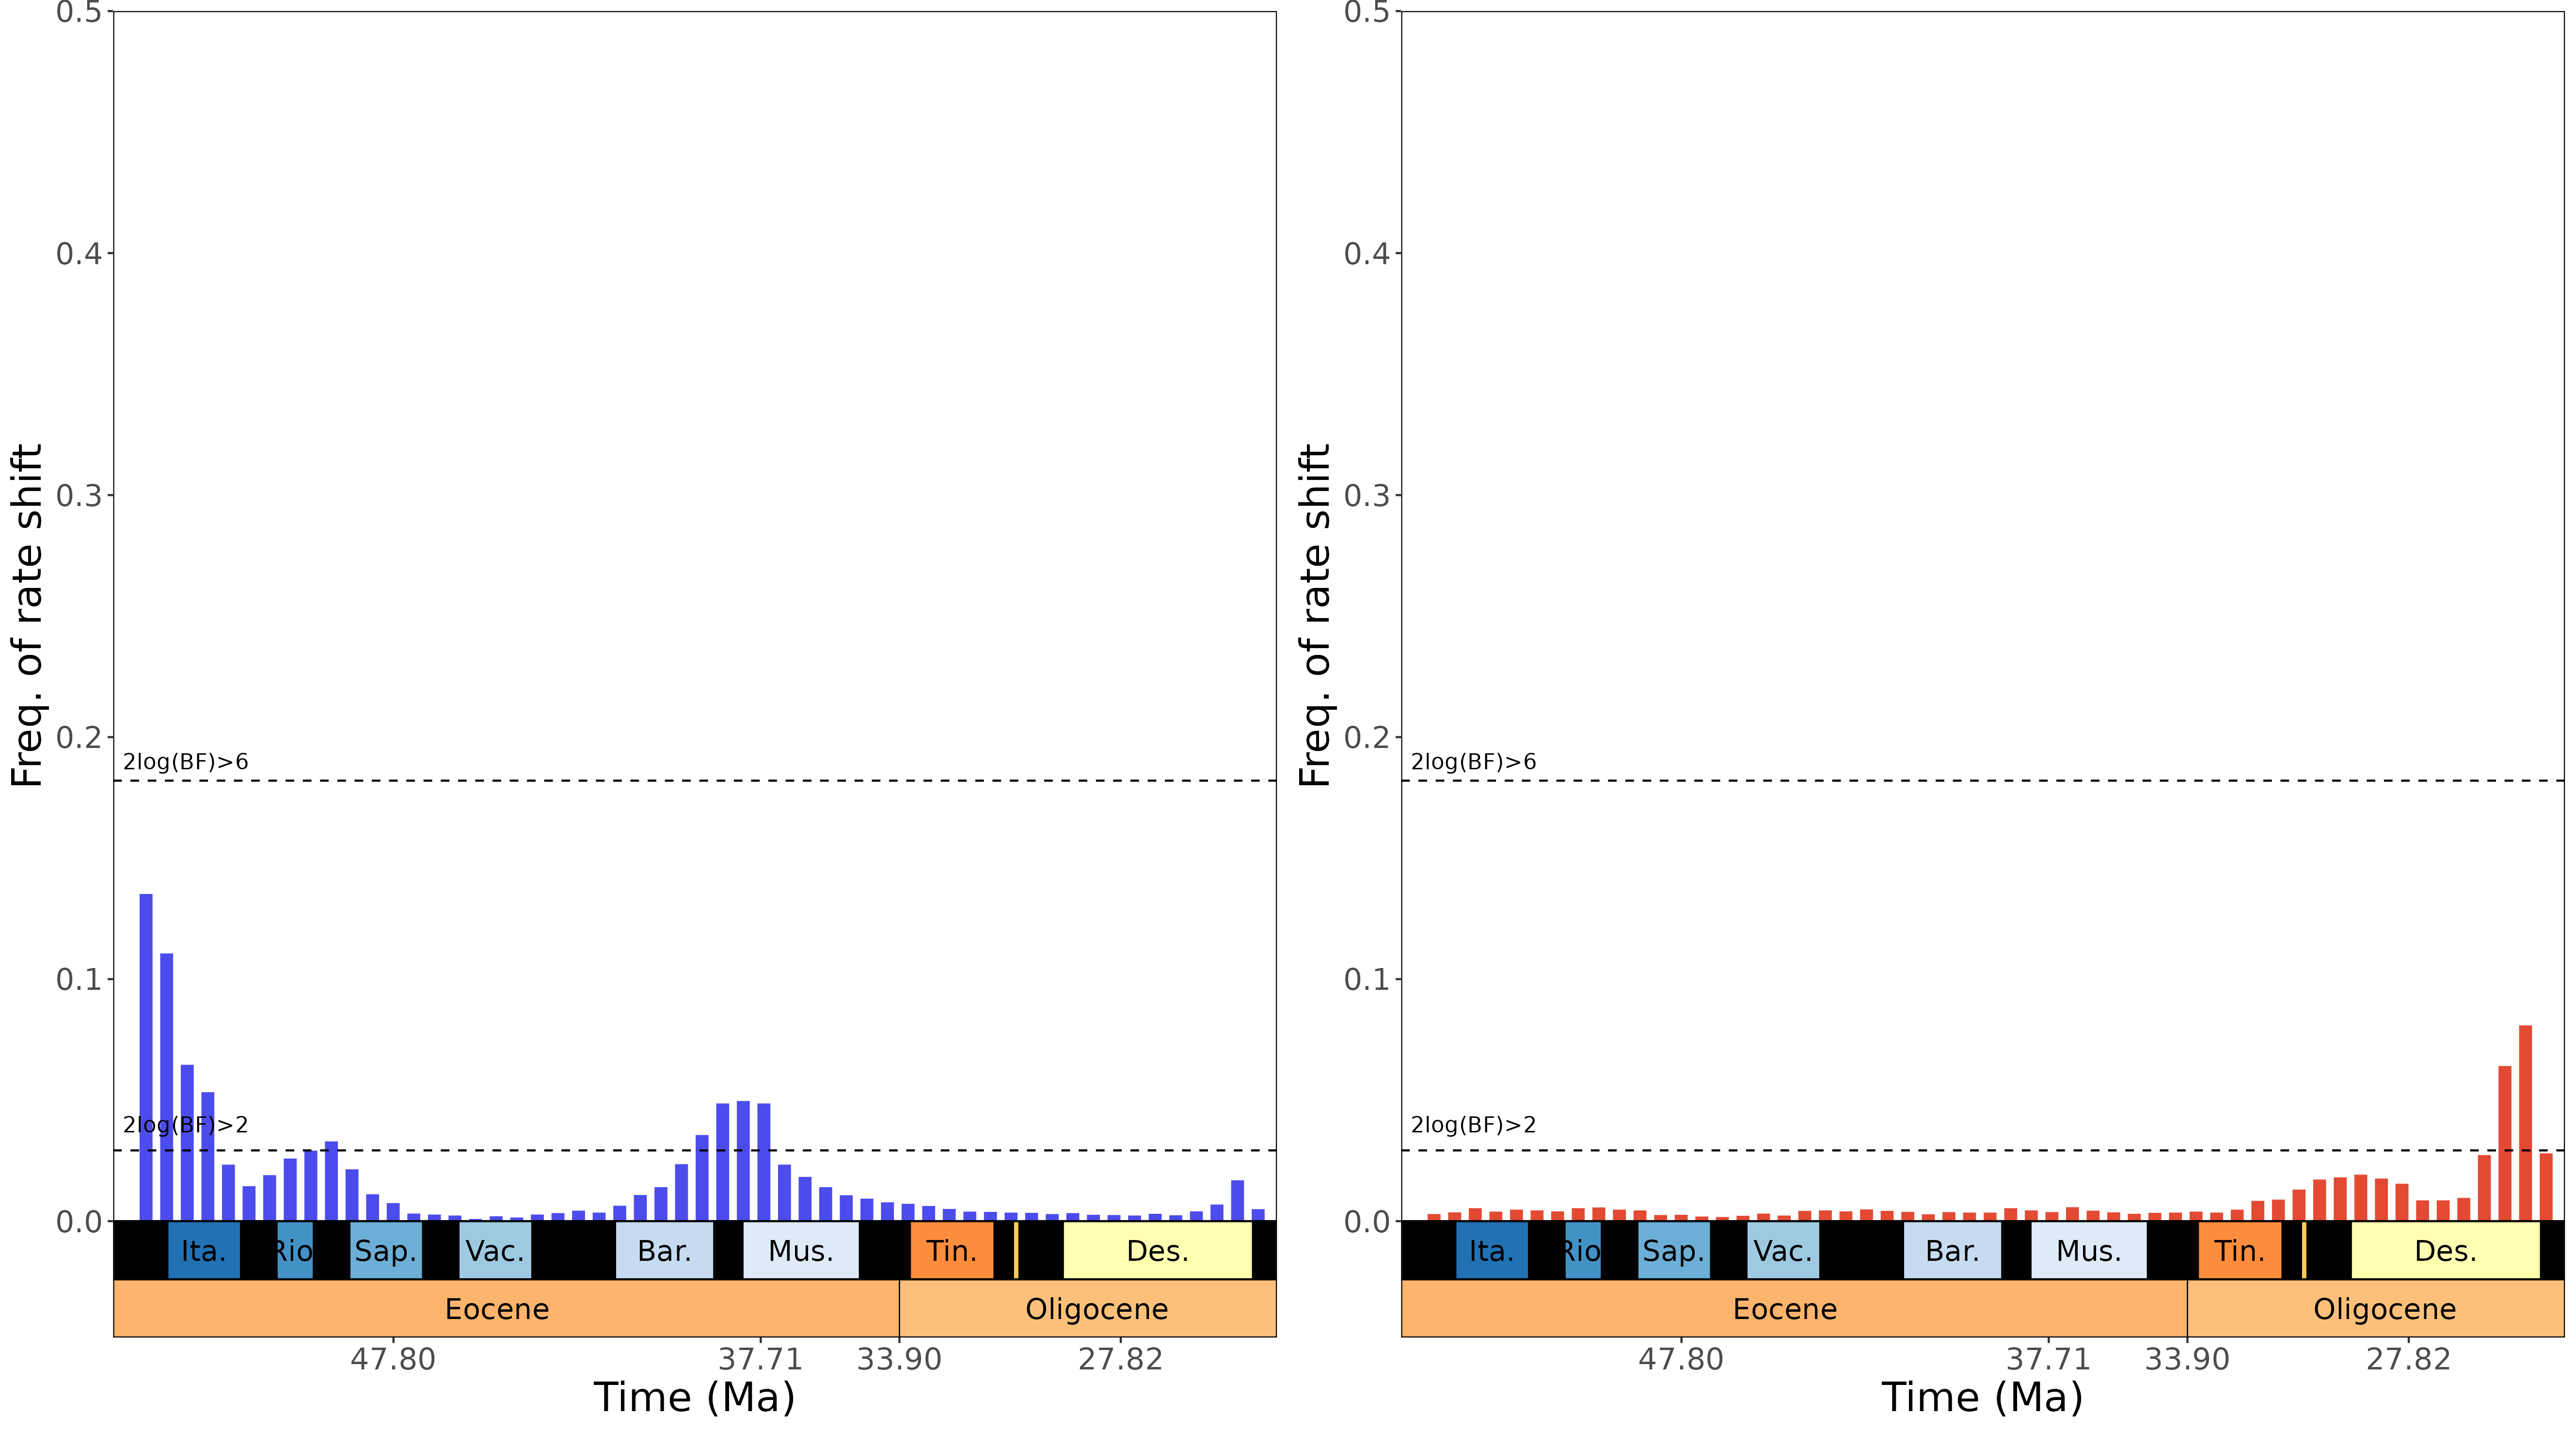 0.5
0.4
0.3
0.2
0.1
0.0
Freq. of rate shift
2log(BF)>6
2log(BF)>2
Ita. Rio Sap. Vac. Bar. Mus. Tin. Des.
Eocene Oligocene
47.80 37.71 33.90 27.82
Time (Ma)
0.5
0.4
0.3
0.2
0.1
0.0
Freq. of rate shift
2log(BF)>6
2log(BF)>2
Ita. Rio Sap. Vac. Bar. Mus. Tin. Des.
Eocene Oligocene
47.80 37.71 33.90 27.82
Time (Ma)